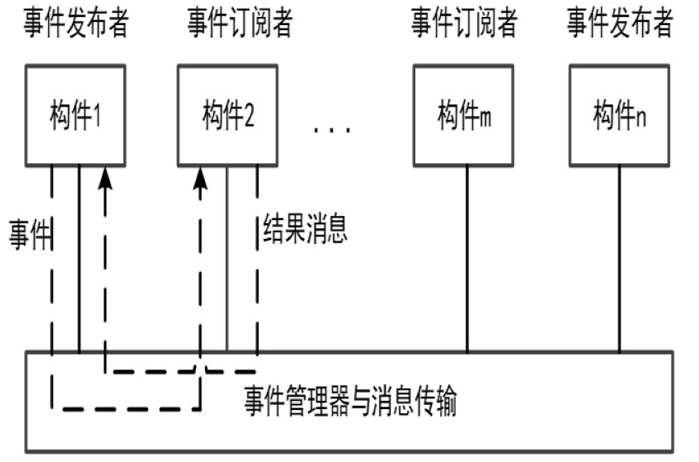 事件发布者 事件订阅者 事件订阅者 事件发布者
构件1 构件2 ... 构件m 构件n
事件 结果消息
事件管理器与消息传输